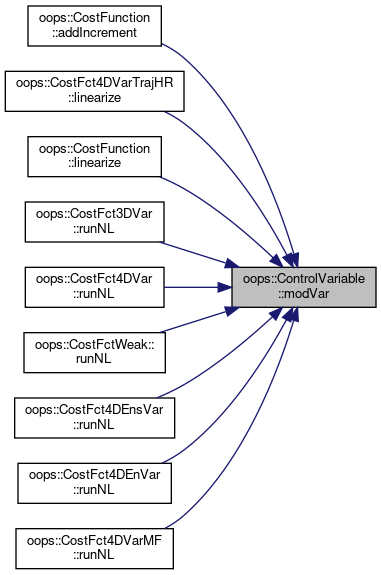 oops::CostFunction
::addIncrement
oops::CostFct4DVarTrajHR
::linearize
oops::CostFunction
::linearize
oops::CostFct3DVar
::runNL
oops::CostFct4DVar
::runNL
oops::ControlVariable
::modVar
oops::CostFctWeak::
runNL
oops::CostFct4DEnsVar
::runNL
oops::CostFct4DEnVar
::runNL
oops::CostFct4DVarMF
::runNL